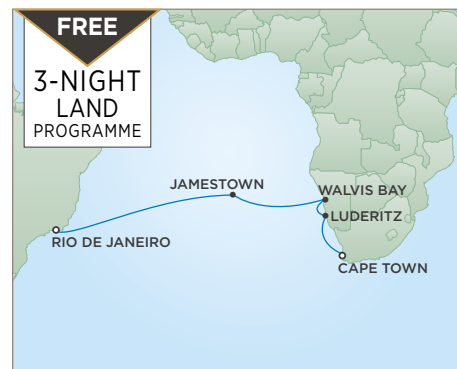 FREE
3-NIGHT
LAND
PROGRAMME
JAMESTOWN
WALVIS BAY
LUDERITZ
RIO DE JANEIRO
CAPE TOWN